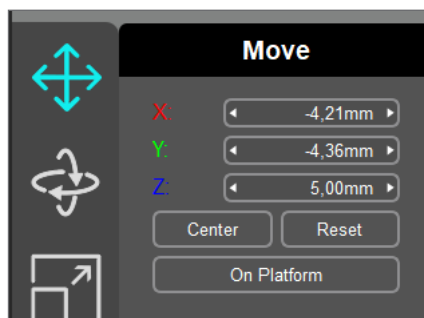 Move
X: -4,21mm
Y: -4,36mm
Z: 5,00mm
Center Reset
On Platform